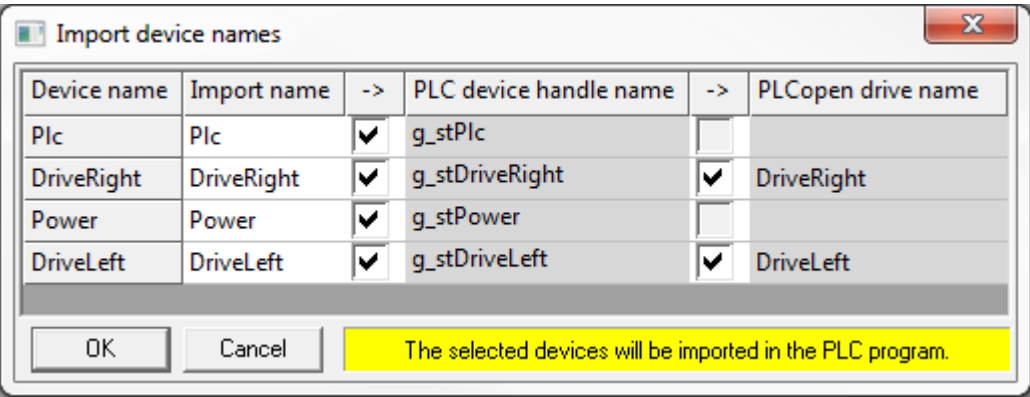 Import device names
Device name Import name -> PLC device handle name -> PLCopen drive name
Plc Plc g_stPlc
DriveRight DriveRight g_stDriveRight DriveRight
Power Power g_stPower
DriveLeft DriveLeft g_stDriveLeft DriveLeft
OK Cancel The selected devices will be imported in the PLC program.